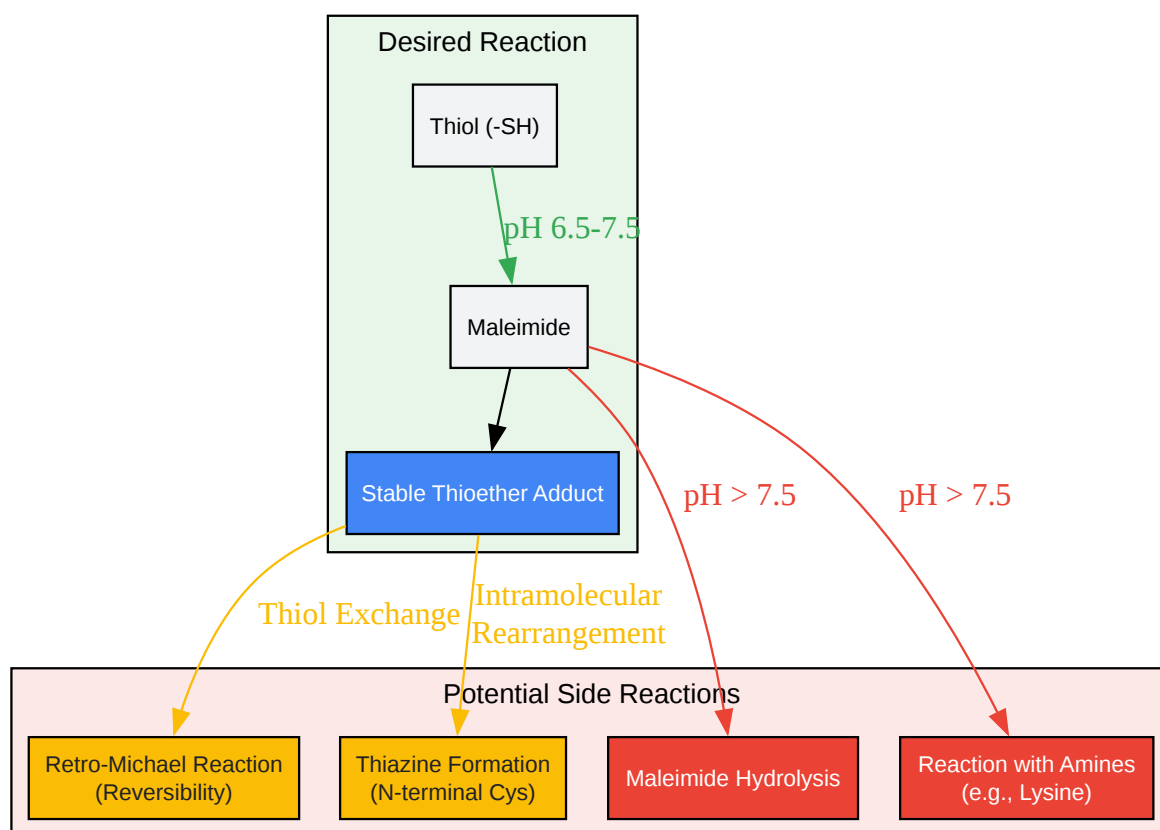 Desired Reaction
Thiol (-SH)
pH 6.5-7.5
Maleimide
Stable Thioether Adduct
pH > 7.5
pH > 7.5
Thiol Exchange
Intramolecular
Rearrangement
Potential Side Reactions
Retro-Michael Reaction
(Reversibility)
Thiazine Formation
(N-terminal Cys)
Maleimide Hydrolysis
Reaction with Amines
(e.g., Lysine)